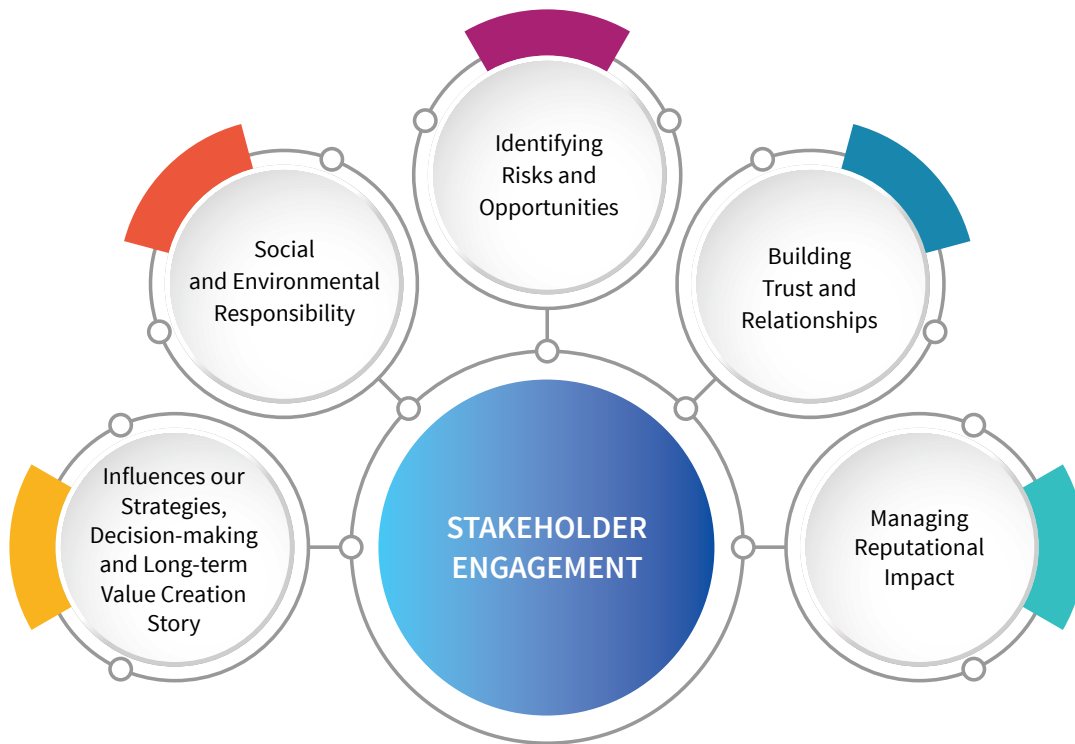 Identifying
Risks and
Opportunities
Social
and Environmental
Responsibility
Building
Trust and
Relationships
Influences our
Strategies,
Decision-making
and Long-term
Value Creation
Story
STAKEHOLDER
ENGAGEMENT
Managing
Reputational
Impact